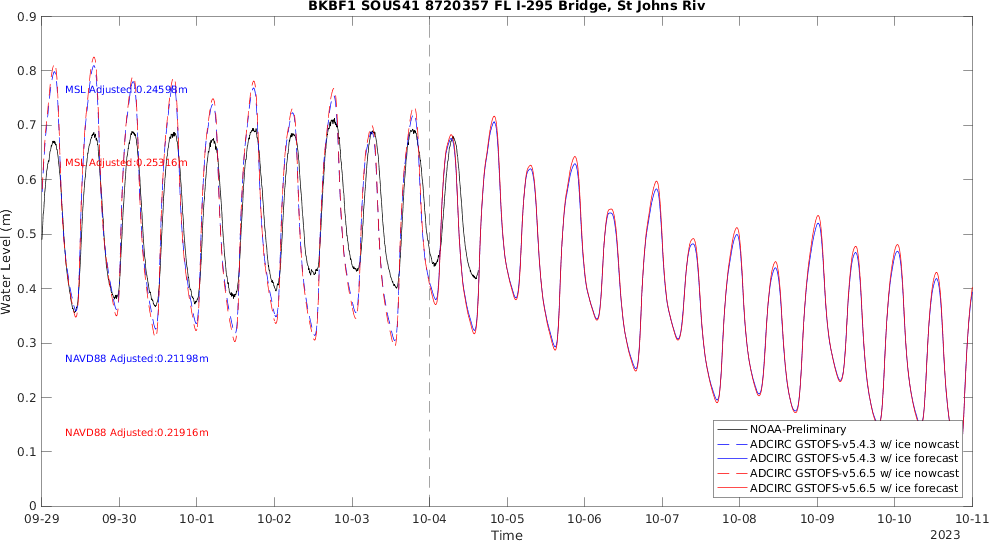 BKBF1 SOUS41 8720357 FL I-295 Bridge, St Johns Riv
0.9
0.8
0.7
0.6
0.5
0.4
0.3
0.2
0.1
0
Water Level (m)
MSL Adjusted:0.24598m
MSL Adjusted:0.25316m
NAVD88 Adjusted:0.21198m
NAVD88 Adjusted:0.21916m
NOAA-Preliminary
ADCIRC GSTOFS-v5.4.3 w/ ice nowcast
ADCIRC GSTOFS-v5.4.3 w/ ice forecast
ADCIRC GSTOFS-v5.6.5 w/ ice nowcast
ADCIRC GSTOFS-v5.6.5 w/ ice forecast
09-29 09-30 10-01 10-02 10-03 10-04 10-05 10-06 10-07 10-08 10-09 10-10 10-11
Time
2023